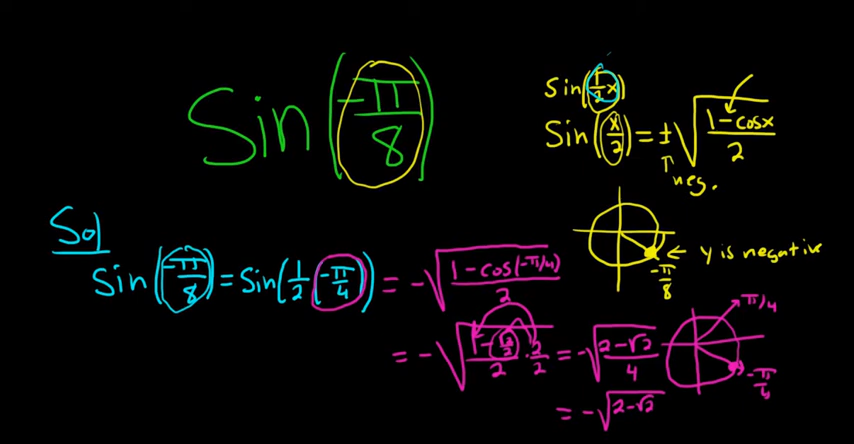 Sin(-π/8)
Sin(1/2 x)
Sin(x/2) = ±√((1-cosx)/2)
neg.
Sol
Sin(-π/8) = Sin(1/2 (-π/4)) = -√((1-cos(-π/4))/2)
y is negative
-π/8
= -√((1-√2/2)/2 · 2/2) = -√((2-√2)/4)
π/4
-π/4
= -√(2-√2)